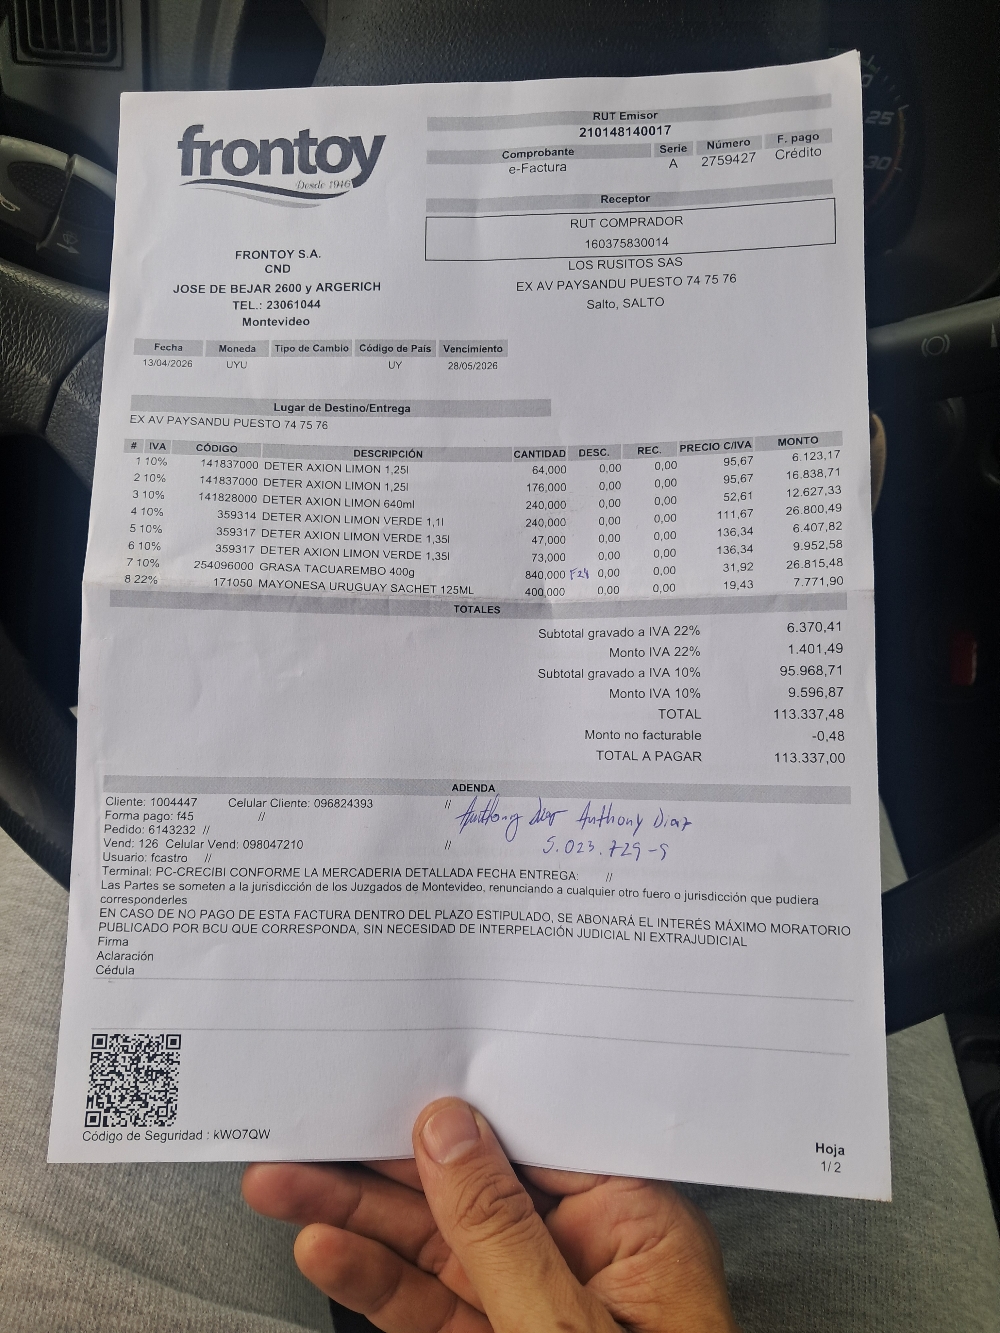 frontoy
Desde 1946
RUT Emisor
210148140017
Comprobante Serie Número F. pago
e-Factura A 2759427 Crédito
Receptor
RUT COMPRADOR
160375830014
LOS RUSITOS SAS
EX AV PAYSANDU PUESTO 74 75 76
Salto, SALTO
FRONTOY S.A.
CND
JOSE DE BEJAR 2600 y ARGERICH
TEL.: 23061044
Montevideo
Fecha Moneda Tipo de Cambio Código de País Vencimiento
13/04/2026 UYU UY 28/05/2026
Lugar de Destino/Entrega
EX AV PAYSANDU PUESTO 74 75 76
# IVA CÓDIGO DESCRIPCIÓN CANTIDAD DESC. REC. PRECIO C/IVA MONTO
1 10% 141837000 DETER AXION LIMON 1,25l 64,000 0,00 0,00 95,67 6.123,17
2 10% 141837000 DETER AXION LIMON 1,25l 176,000 0,00 0,00 95,67 16.838,71
3 10% 141828000 DETER AXION LIMON 640ml 240,000 0,00 0,00 52,61 12.627,33
4 10% 359314 DETER AXION LIMON VERDE 1,1l 240,000 0,00 0,00 111,67 26.800,49
5 10% 359317 DETER AXION LIMON VERDE 1,35l 47,000 0,00 0,00 136,34 6.407,82
6 10% 359317 DETER AXION LIMON VERDE 1,35l 73,000 0,00 0,00 136,34 9.952,58
7 10% 254096000 GRASA TACUAREMBO 400g 840,000 0,00 0,00 31,92 26.815,48
8 22% 171050 MAYONESA URUGUAY SACHET 125ML 400,000 0,00 0,00 19,43 7.771,90
TOTALES
Subtotal gravado a IVA 22% 6.370,41
Monto IVA 22% 1.401,49
Subtotal gravado a IVA 10% 95.968,71
Monto IVA 10% 9.596,87
TOTAL 113.337,48
Monto no facturable -0,48
TOTAL A PAGAR 113.337,00
ADENDA
Cliente: 1004447 Celular Cliente: 096824393 //
Forma pago: f45 //
Pedido: 6143232 //
Vend: 126 Celular Vend: 098047210 //
Usuario: fcastro //
Anthony Diaz Anthony Diaz
5.023.729-9
Terminal: PC-CRECIBI CONFORME LA MERCADERIA DETALLADA FECHA ENTREGA: //
Las Partes se someten a la jurisdicción de los Juzgados de Montevideo, renunciando a cualquier otro fuero o jurisdicción que pudiera
corresponderles
EN CASO DE NO PAGO DE ESTA FACTURA DENTRO DEL PLAZO ESTIPULADO, SE ABONARÁ EL INTERÉS MÁXIMO MORATORIO
PUBLICADO POR BCU QUE CORRESPONDA, SIN NECESIDAD DE INTERPELACIÓN JUDICIAL NI EXTRAJUDICIAL
Firma
Aclaración
Cédula
Código de Seguridad : kWO7QW
Hoja
1/2
25
30